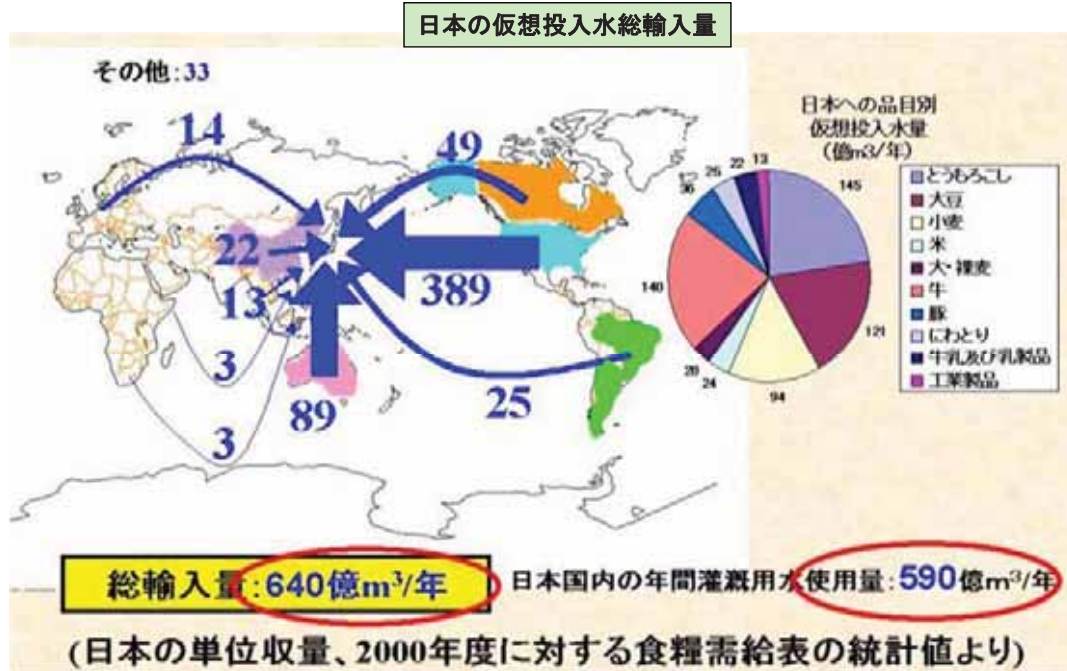 日本の仮想投入水総輸入量
その他:33
14
49
22
13
389
3
89
25
3
日本への品目別
仮想投入水量
(億m3/年)
145
121
94
24
28
140
36
25
22
13
とうもろこし
大豆
小麦
米
大・裸麦
牛
豚
にわとり
牛乳及び乳製品
工業製品
総輸入量:640億m³/年
日本国内の年間灌漑用水使用量:590億m³/年
(日本の単位収量、2000年度に対する食糧需給表の統計値より)